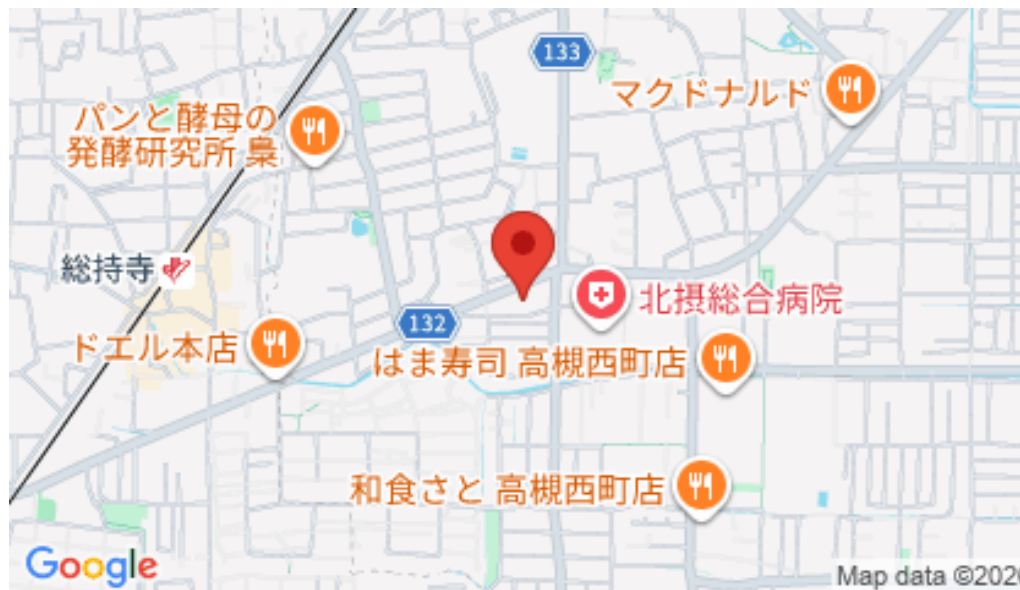 133
マクドナルド
パンと酵母の
発酵研究所 梟
総持寺
北摂総合病院
132
ドエル本店
はま寿司 高槻西町店
和食さと 高槻西町店
Google
Map data ©202